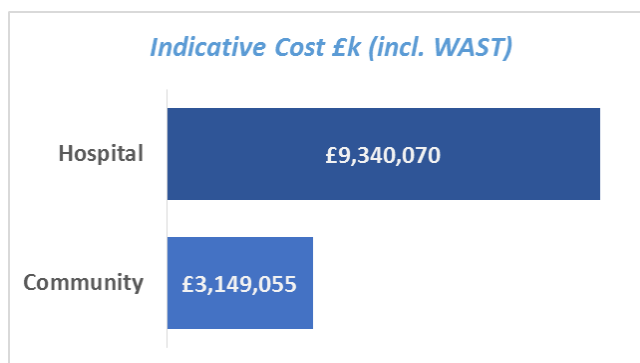 Indicative Cost £k (incl. WAST)
Hospital
£9,340,070
Community
£3,149,055